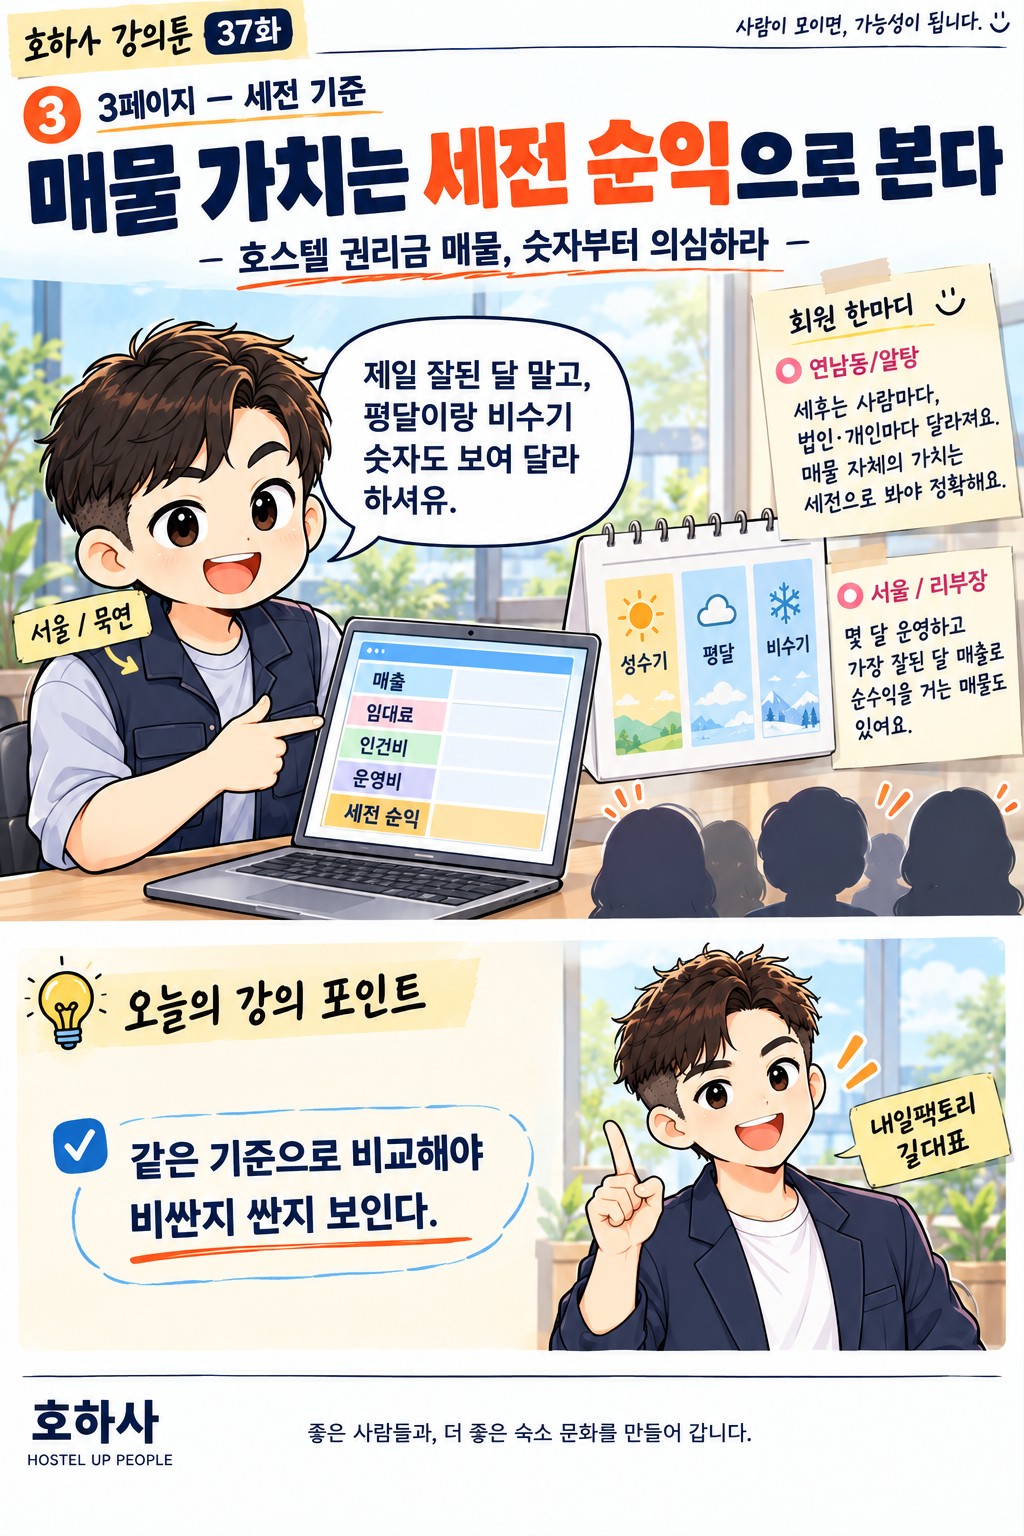 호하사 강의툰 37화
사람이 모이면, 가능성이 됩니다.
3 3페이지 – 세전 기준
매물 가치는 세전 순익으로 본다
– 호스텔 권리금 매물, 숫자부터 의심하라 –
제일 잘된 달 말고,
평달이랑 비수기
숫자도 보여 달라
하셔유.
회원 한마디
연남동/알탕
세후는 사람마다,
법인·개인마다 달라져요.
매물 자체의 가치는
세전으로 봐야 정확해요.
서울 / 리부장
몇 달 운영하고
가장 잘된 달 매출로
순수익을 거는 매물도
있어요.
서울 / 묵연
매출
임대료
인건비
운영비
세전 순익
성수기
평달
비수기
오늘의 강의 포인트
같은 기준으로 비교해야
비싼지 싼지 보인다.
내일팩토리
길대표
호하사
HOSTEL UP PEOPLE
좋은 사람들과, 더 좋은 숙소 문화를 만들어 갑니다.